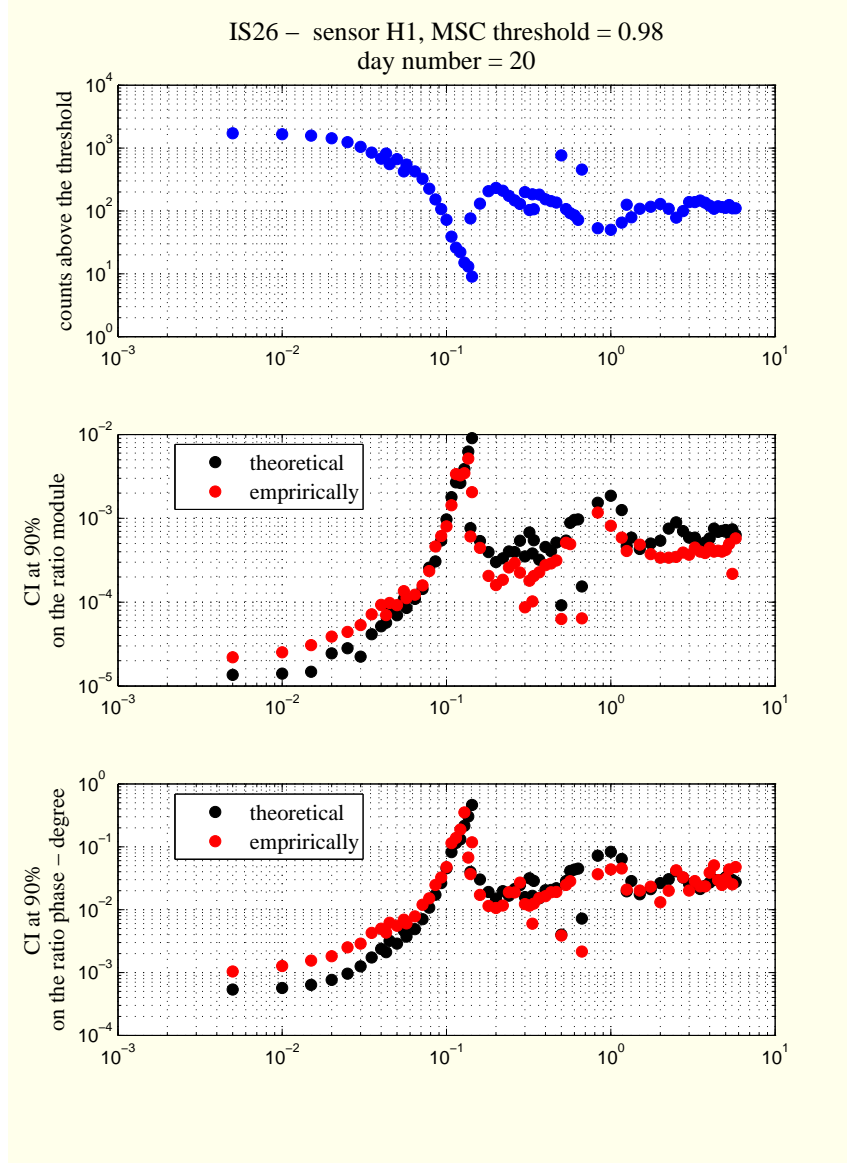 IS26 – sensor H1, MSC threshold = 0.98
day number = 20
counts above the threshold
10^4
10^3
10^2
10^1
10^0
10^−3
10^−2
10^−1
10^0
10^1
CI at 90%
on the ratio module
10^−2
10^−3
10^−4
10^−5
theoretical
emprirically
10^−3
10^−2
10^−1
10^0
10^1
CI at 90%
on the ratio phase – degree
10^0
10^−1
10^−2
10^−3
10^−4
theoretical
emprirically
10^−3
10^−2
10^−1
10^0
10^1